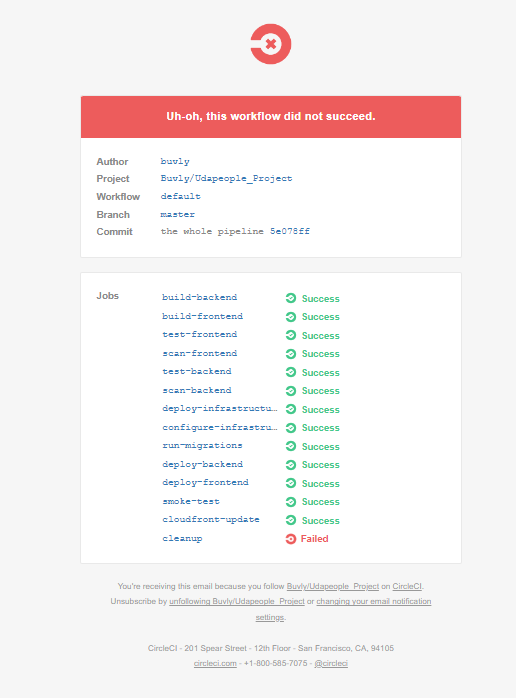 Uh-oh, this workflow did not succeed.
Author buvly
Project Buvly/Udapeople_Project
Workflow default
Branch master
Commit the whole pipeline 5e078ff
Jobs build-backend Success
build-frontend Success
test-frontend Success
scan-frontend Success
test-backend Success
scan-backend Success
deploy-infrastructu… Success
configure-infrastru… Success
run-migrations Success
deploy-backend Success
deploy-frontend Success
smoke-test Success
cloudfront-update Success
cleanup Failed
You're receiving this email because you follow Buvly/Udapeople_Project on CircleCI.
Unsubscribe by unfollowing Buvly/Udapeople_Project or changing your email notification
settings.
CircleCI - 201 Spear Street - 12th Floor - San Francisco, CA, 94105
circleci.com - +1-800-585-7075 - @circleci